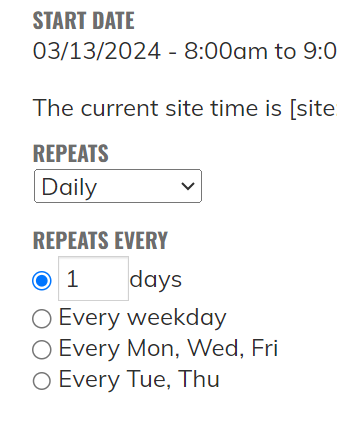 START DATE
03/13/2024 - 8:00am to 9:0
The current site time is [site:
REPEATS
Daily
REPEATS EVERY
1 days
Every weekday
Every Mon, Wed, Fri
Every Tue, Thu